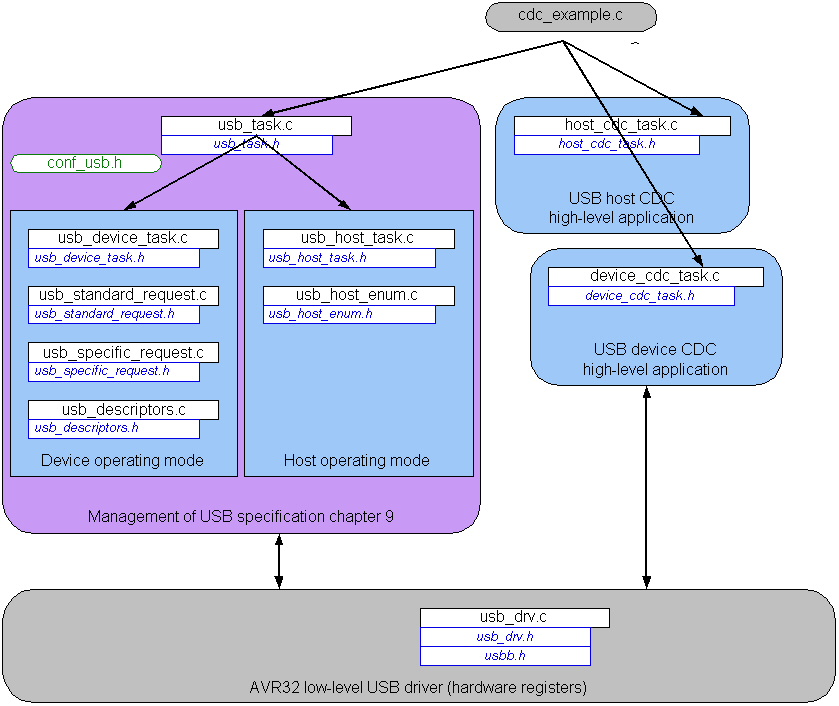 cdc_example.c
usb_task.c
usb_task.h
conf_usb.h
usb_device_task.c
usb_device_task.h
usb_standard_request.c
usb_standard_request.h
usb_specific_request.c
usb_specific_request.h
usb_descriptors.c
usb_descriptors.h
Device operating mode
usb_host_task.c
usb_host_task.h
usb_host_enum.c
usb_host_enum.h
Host operating mode
Management of USB specification chapter 9
host_cdc_task.c
host_cdc_task.h
USB host CDC
high-level application
device_cdc_task.c
device_cdc_task.h
USB device CDC
high-level application
usb_drv.c
usb_drv.h
usbb.h
AVR32 low-level USB driver (hardware registers)